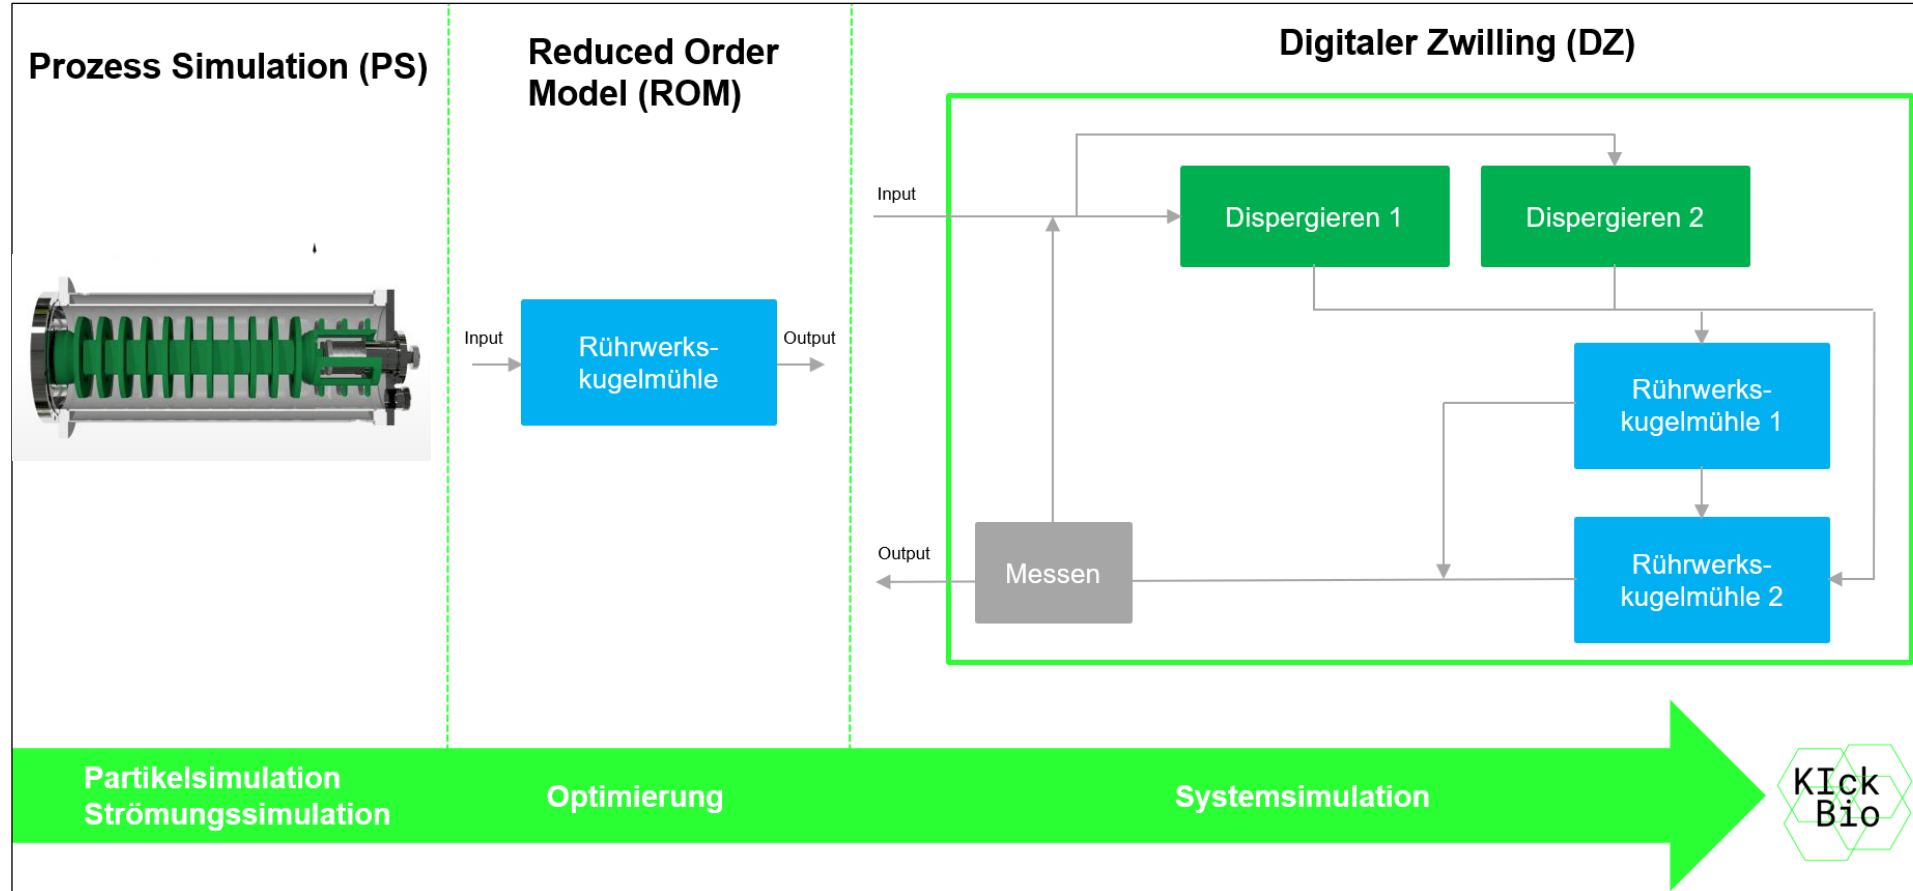 Prozess Simulation (PS)
Reduced Order
Model (ROM)
Digitaler Zwilling (DZ)
Input
Rührwerks-
kugelmühle
Output
Input
Dispergieren 1
Dispergieren 2
Rührwerks-
kugelmühle 1
Rührwerks-
kugelmühle 2
Messen
Output
Partikelsimulation
Strömungssimulation
Optimierung
Systemsimulation
KIck
Bio